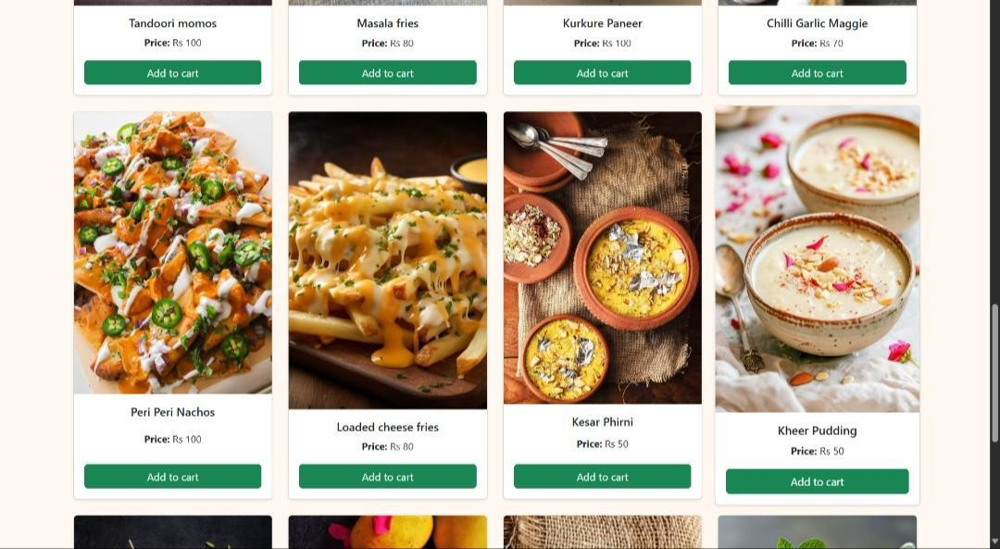 Tandoori momos
Masala fries
Kurkure Paneer
Chilli Garlic Maggie
Price: Rs 100
Price: Rs 80
Price: Rs 100
Price: Rs 70
Add to cart
Add to cart
Add to cart
Add to cart
Peri Peri Nachos
Loaded cheese fries
Kesar Phirni
Kheer Pudding
Price: Rs 100
Price: Rs 80
Price: Rs 50
Price: Rs 50
Add to cart
Add to cart
Add to cart
Add to cart